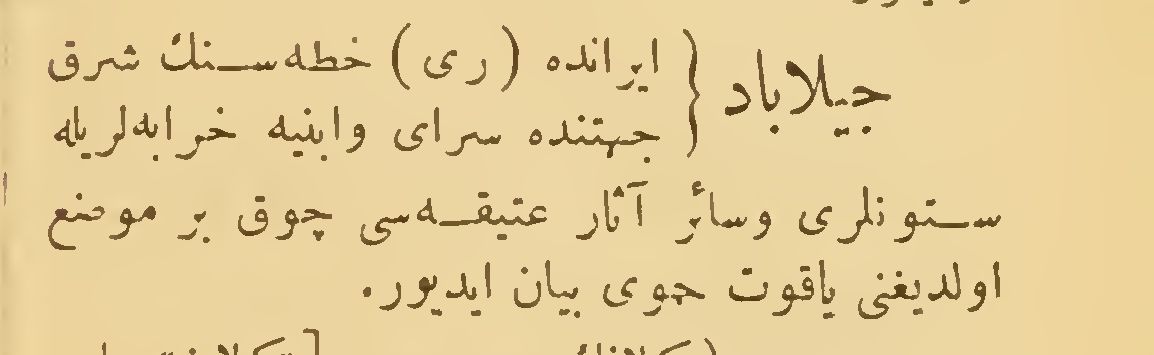 جیلاباد { ایرانده (ری) خطه‌سنك شرق
جهتنده سرای وابنیه خرابه‌لریله
ستونلری وسائر آثار عتیقه‌سی چوق بر موضع
اولدیغنی یاقوت حموی بیان ایدیور.